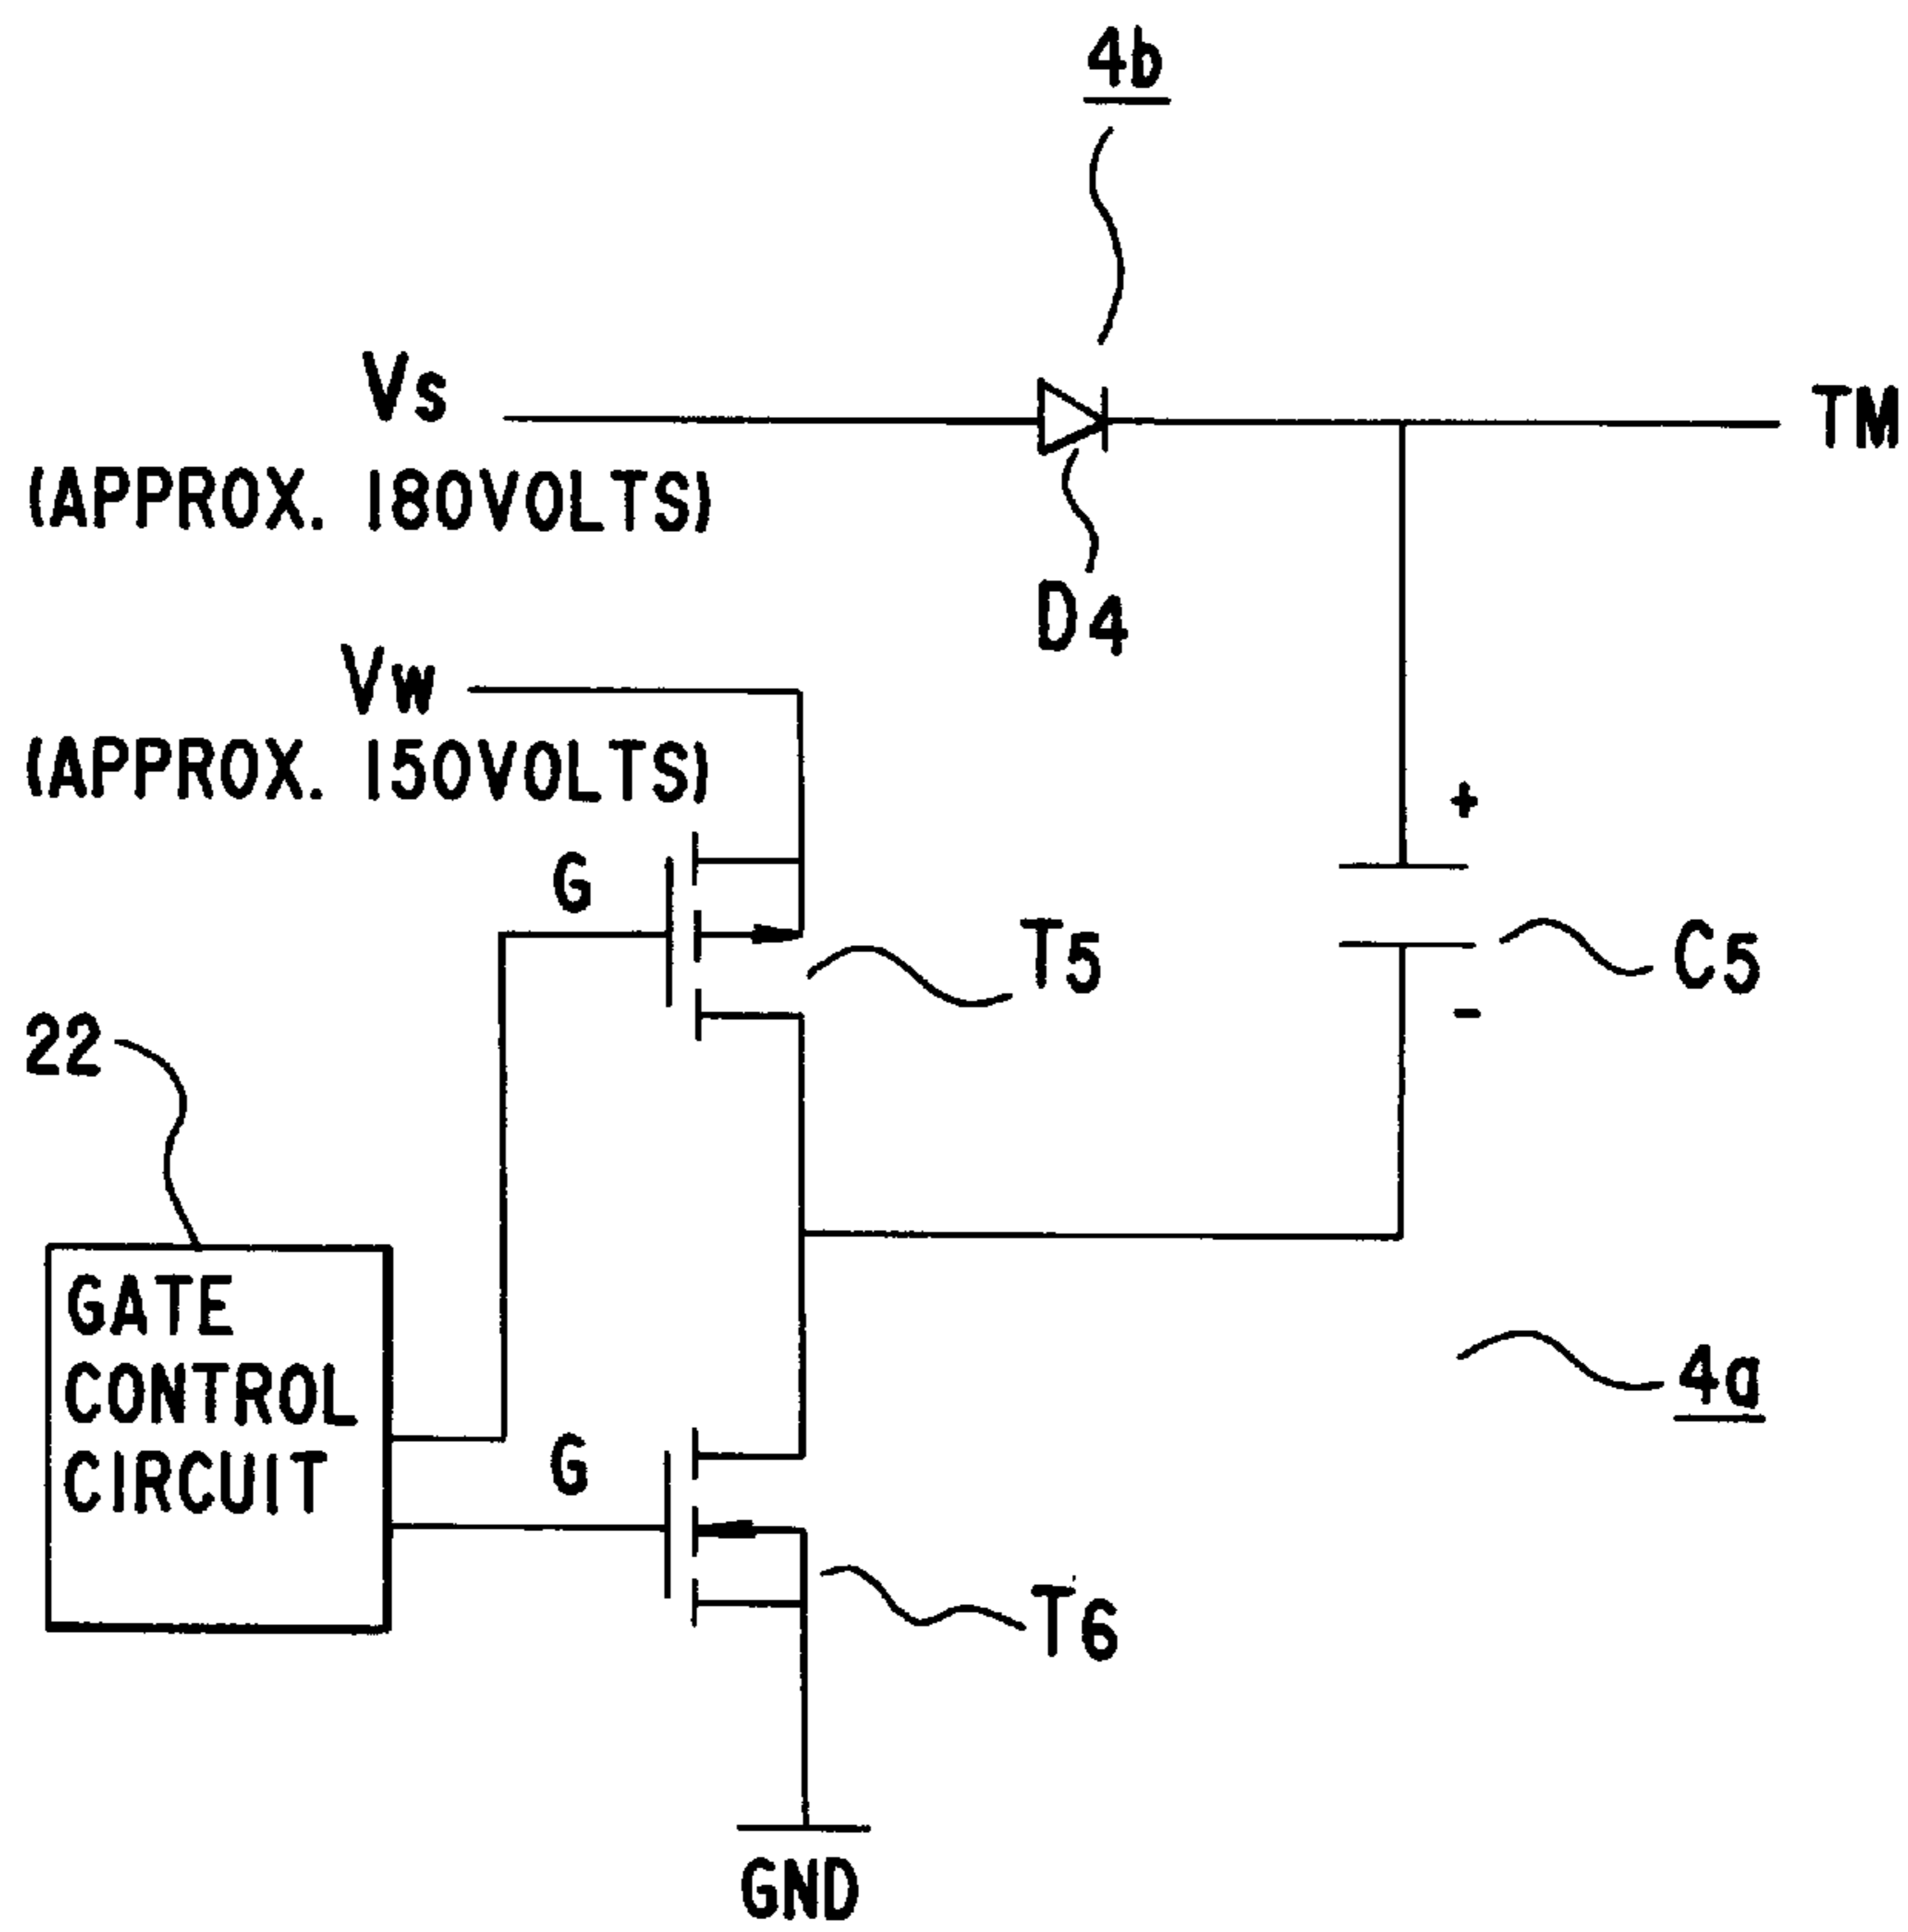 4b
Vs
(APPROX. 180VOLTS)
TM
D4
Vw
(APPROX. 150VOLTS)
+
G
T5
C5
-
22
GATE
CONTROL
CIRCUIT
G
4a
T6
GND